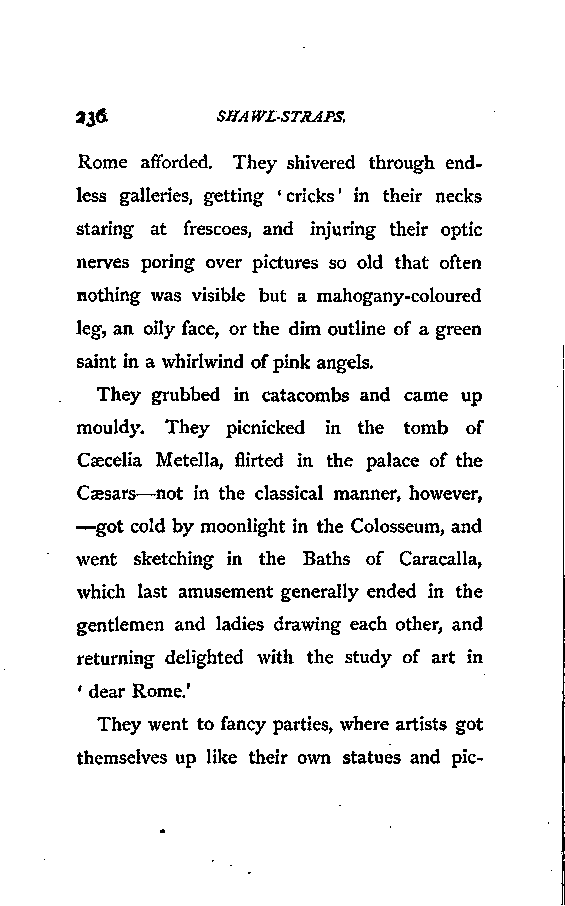 236 SHAWL-STRAPS.
Rome afforded. They shivered through end-
less galleries, getting ‘cricks’ in their necks
staring at frescoes, and injuring their optic
nerves poring over pictures so old that often
nothing was visible but a mahogany-coloured
leg, an oily face, or the dim outline of a green
saint in a whirlwind of pink angels.
They grubbed in catacombs and came up
mouldy. They picnicked in the tomb of
Cæcelia Metella, flirted in the palace of the
Cæsars—not in the classical manner, however,
—got cold by moonlight in the Colosseum, and
went sketching in the Baths of Caracalla,
which last amusement generally ended in the
gentlemen and ladies drawing each other, and
returning delighted with the study of art in
‘dear Rome.’
They went to fancy parties, where artists got
themselves up like their own statues and pic-